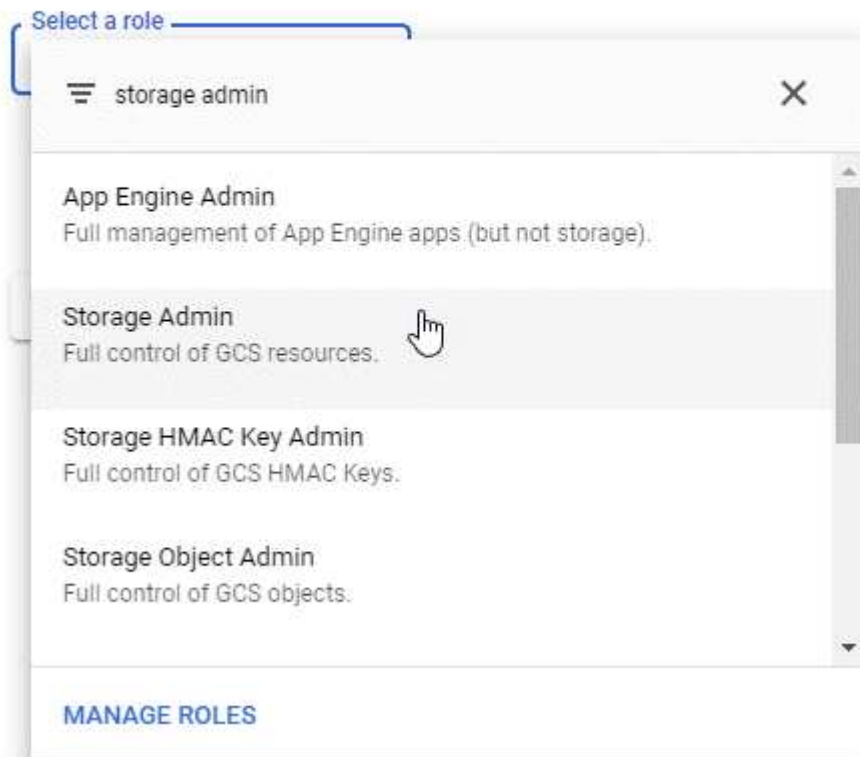 Select a role
storage admin
App Engine Admin
Full management of App Engine apps (but not storage).
Storage Admin
Full control of GCS resources.
Storage HMAC Key Admin
Full control of GCS HMAC Keys.
Storage Object Admin
Full control of GCS objects.
MANAGE ROLES